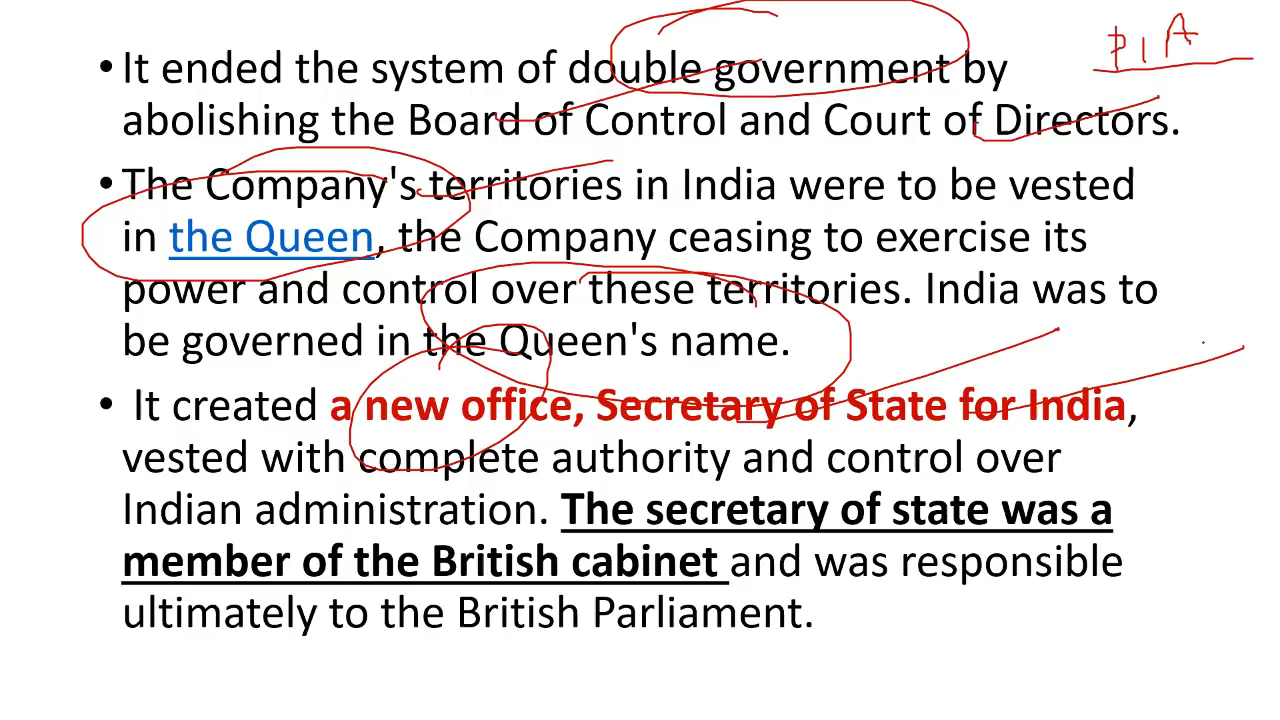 • It ended the system of double government by
abolishing the Board of Control and Court of Directors.
• The Company's territories in India were to be vested
in the Queen, the Company ceasing to exercise its
power and control over these territories. India was to
be governed in the Queen's name.
• It created a new office, Secretary of State for India,
vested with complete authority and control over
Indian administration. The secretary of state was a
member of the British cabinet and was responsible
ultimately to the British Parliament.